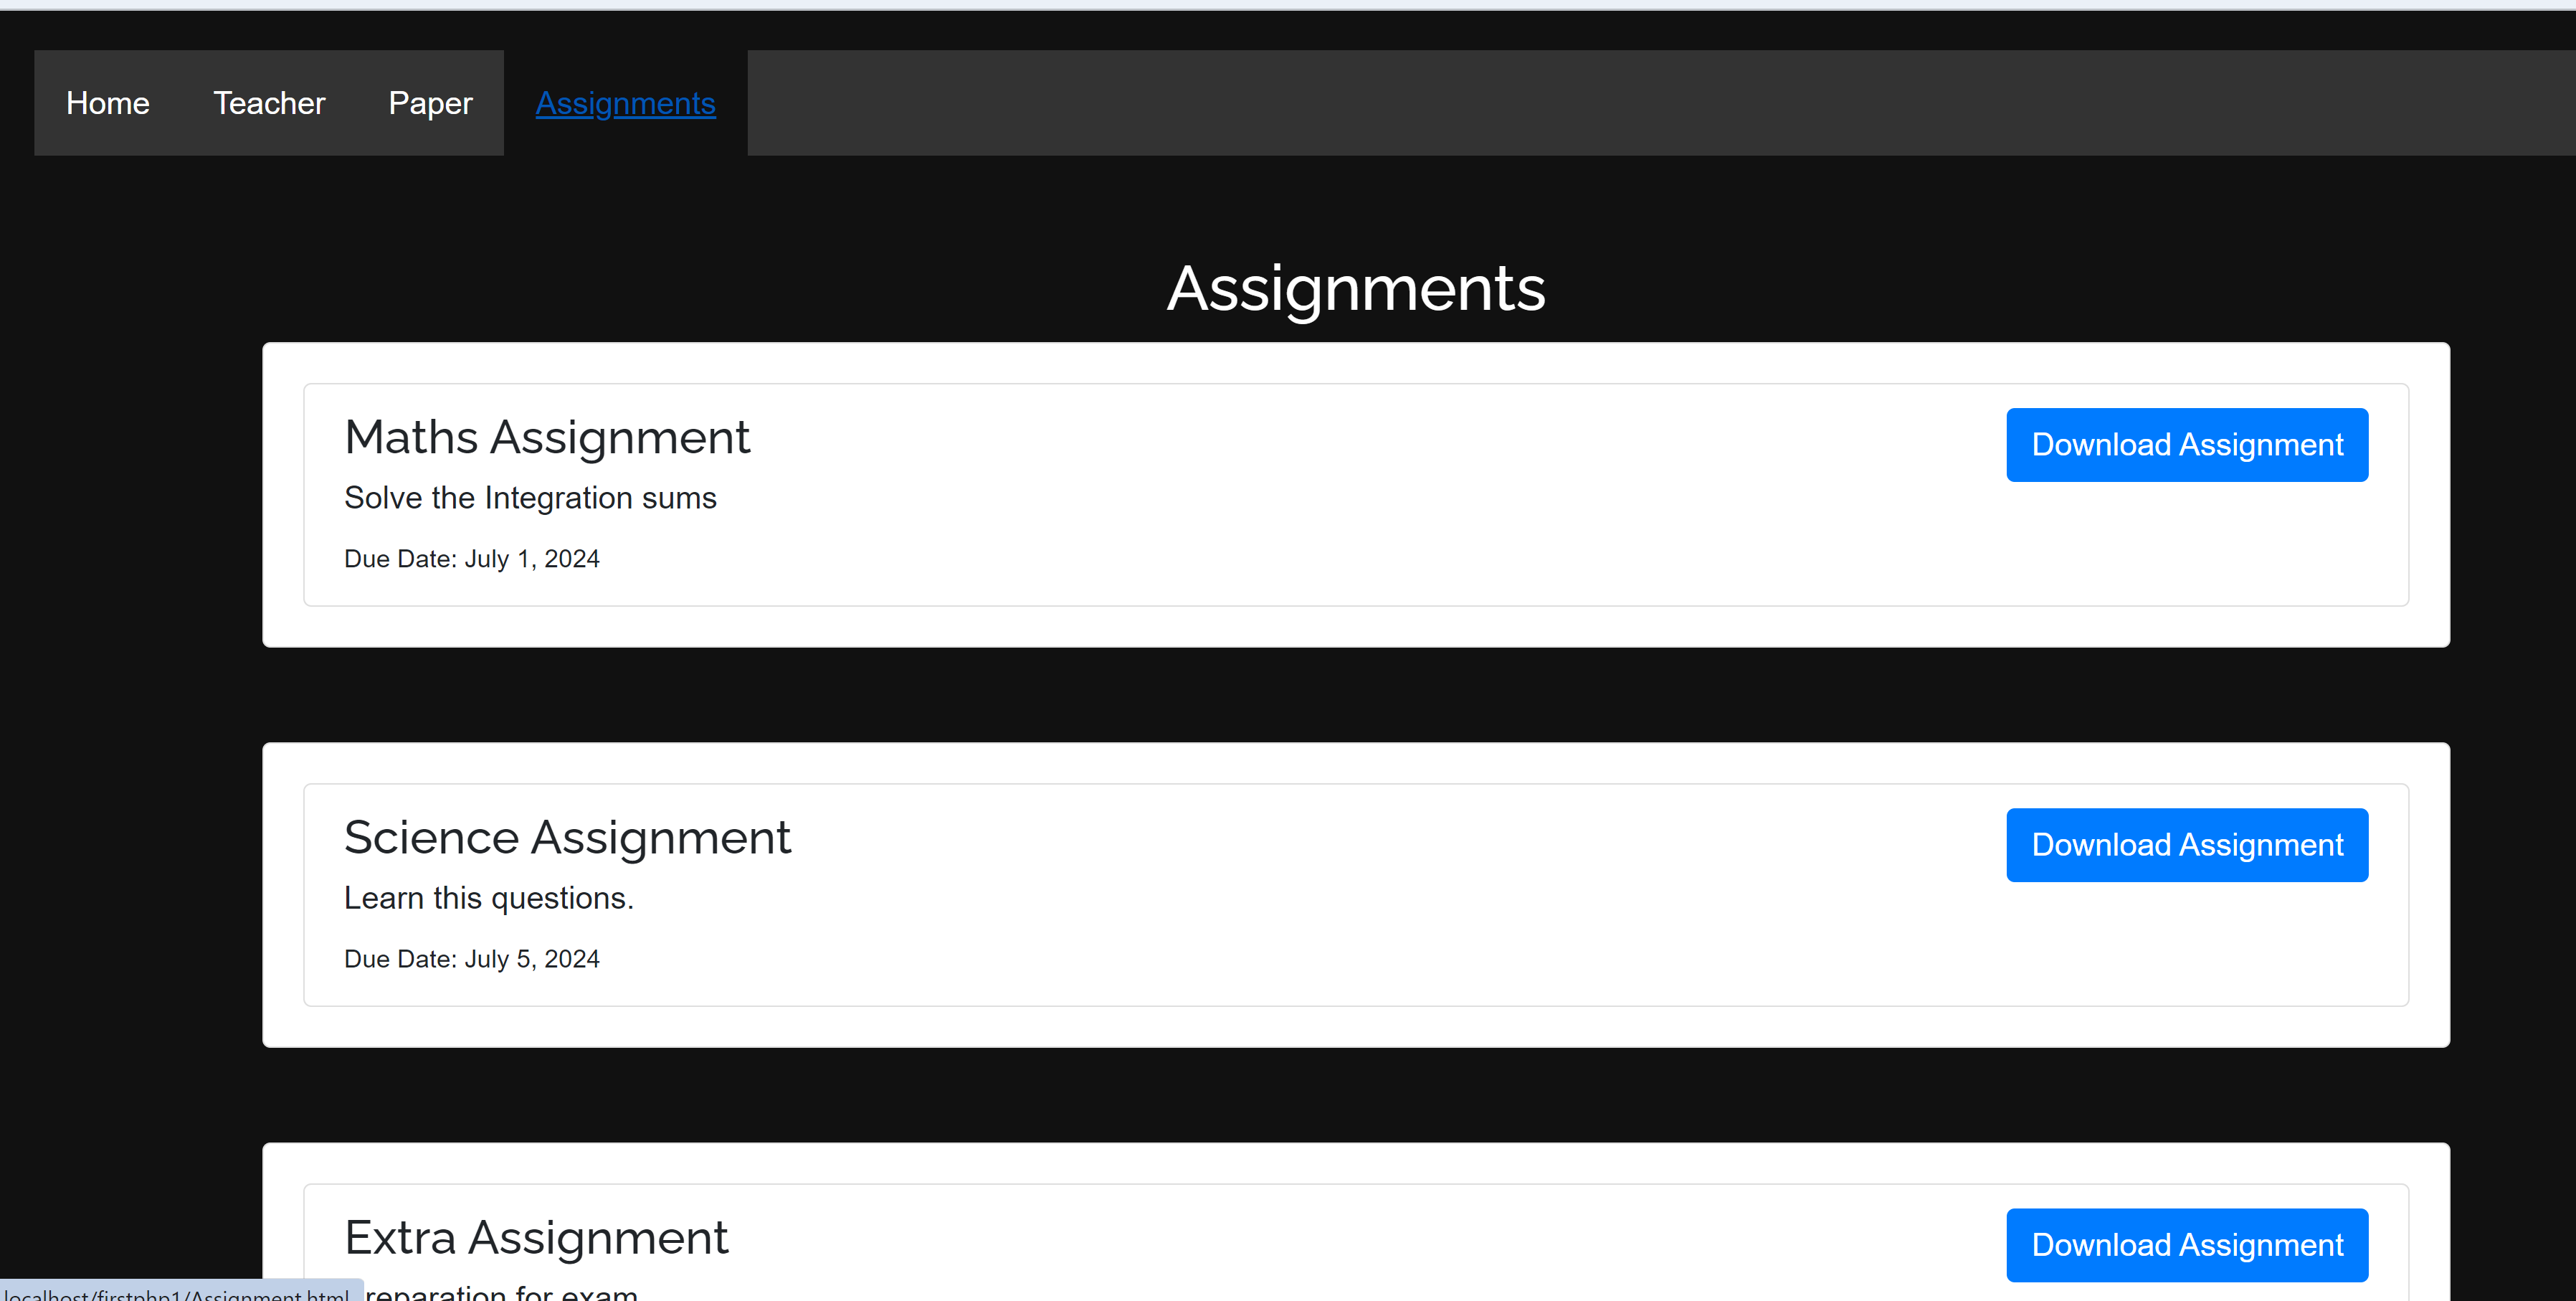 Home Teacher Paper Assignments
Assignments
Maths Assignment
Download Assignment
Solve the Integration sums
Due Date: July 1, 2024
Science Assignment
Download Assignment
Learn this questions.
Due Date: July 5, 2024
Extra Assignment
Download Assignment
reparation for exam
localhost/firstphp1/Assignment.html